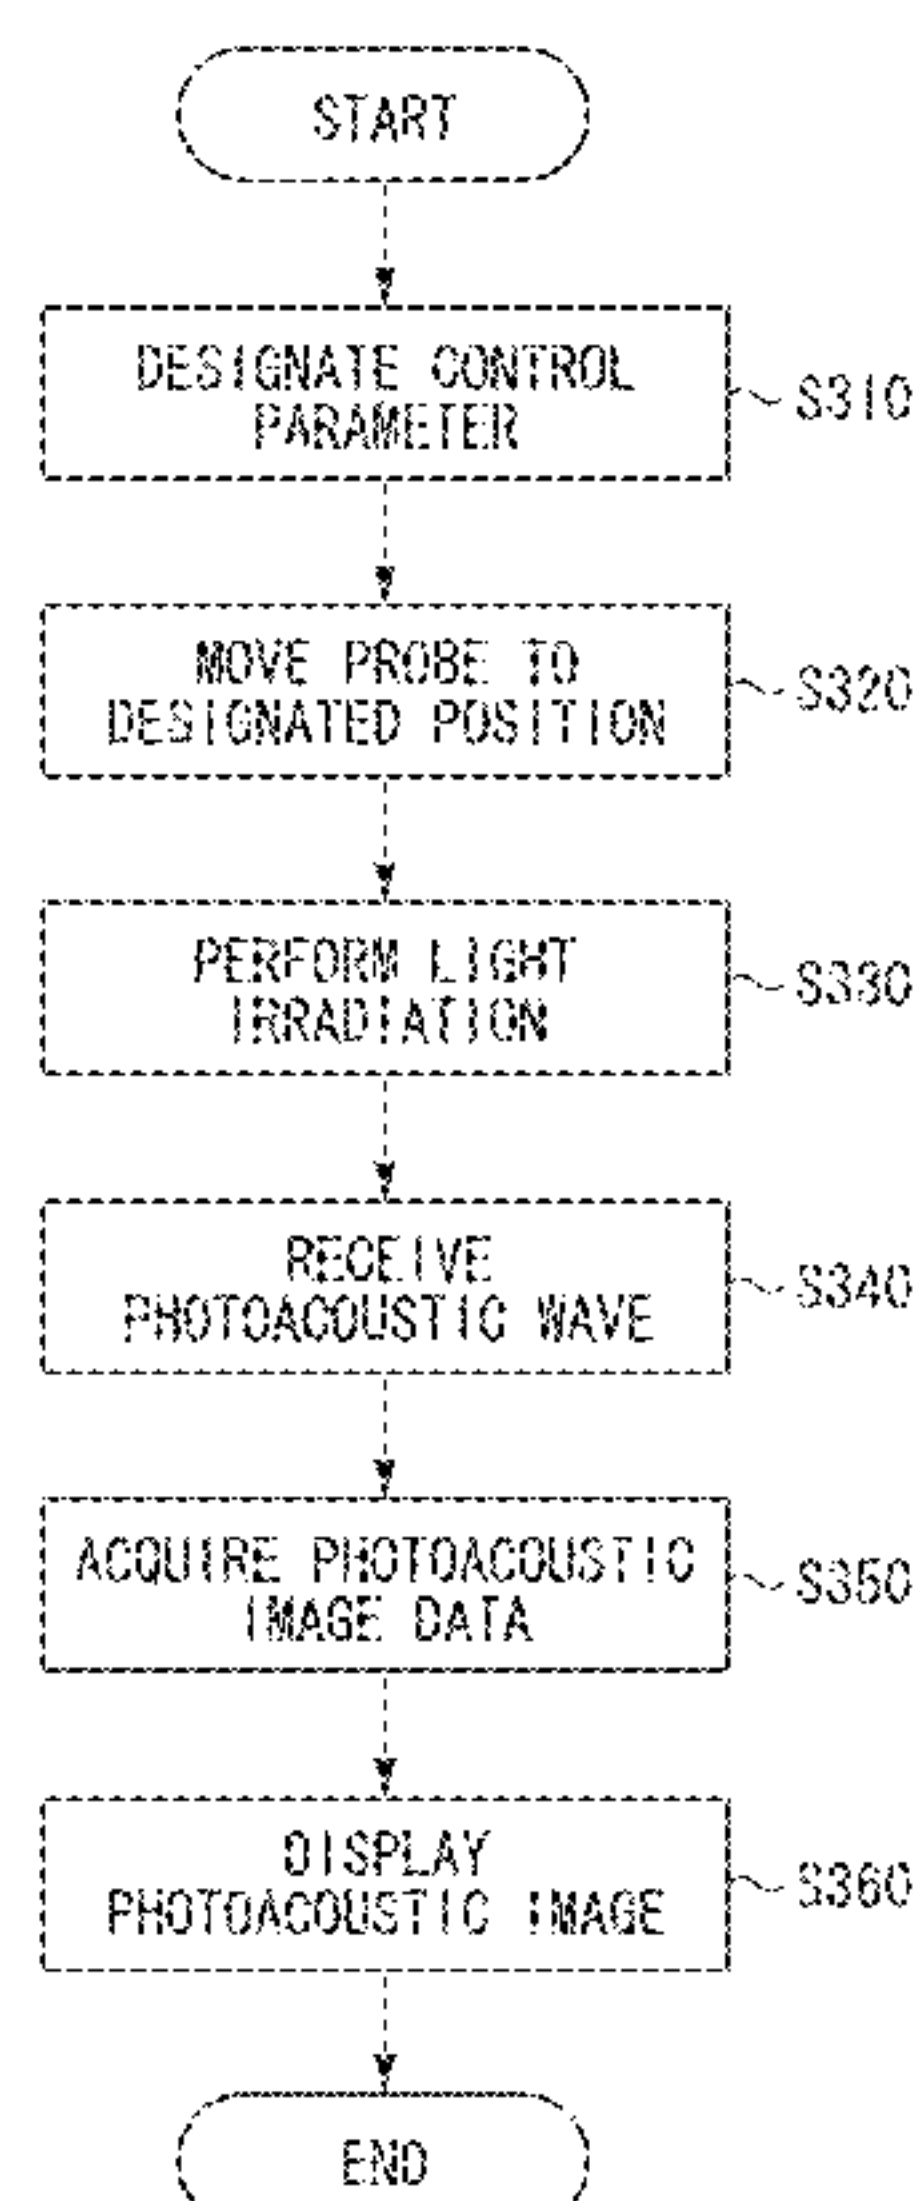 START
DESIGNATE CONTROL
PARAMETER
S310
MOVE PROBE TO
DESIGNATED POSITION
S320
PERFORM LIGHT
IRRADIATION
S330
RECEIVE
PHOTOACOUSTIC WAVE
S340
ACQUIRE PHOTOACOUSTIC
IMAGE DATA
S350
DISPLAY
PHOTOACOUSTIC IMAGE
S360
END